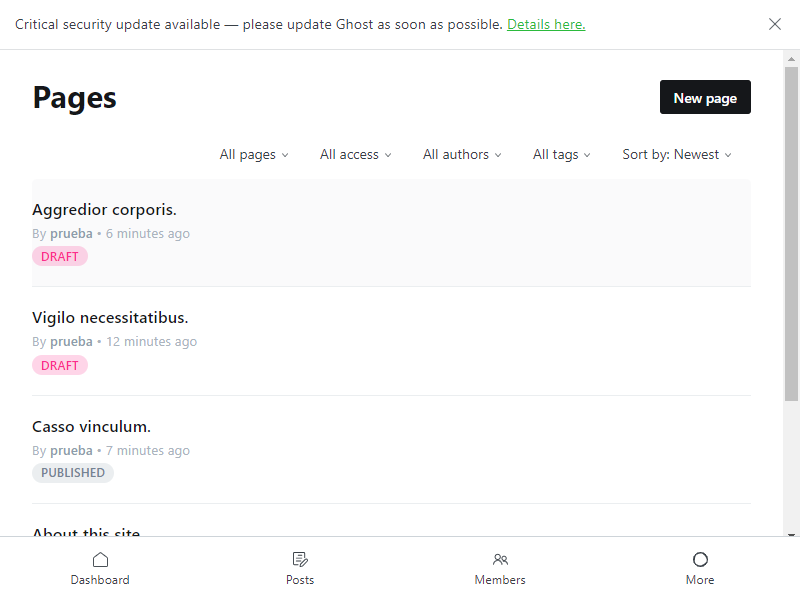 Critical security update available — please update Ghost as soon as possible. Details here.
Pages
New page
All pages
All access
All authors
All tags
Sort by: Newest
Aggredior corporis.
By prueba • 6 minutes ago
DRAFT
Vigilo necessitatibus.
By prueba • 12 minutes ago
DRAFT
Casso vinculum.
By prueba • 7 minutes ago
PUBLISHED
About this site
Dashboard
Posts
Members
More